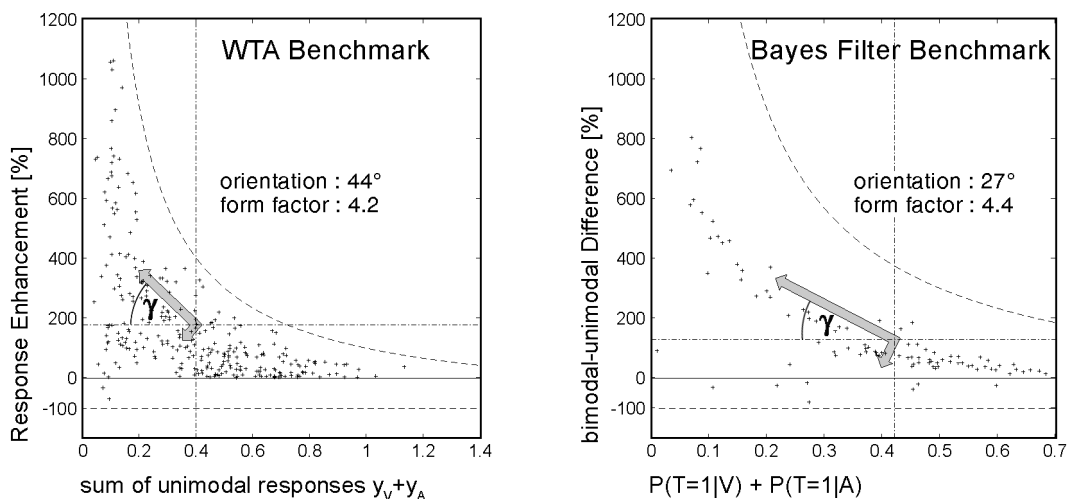 WTA Benchmark
Response Enhancement [%]
1200
1000
800
600
400
200
0
-100
orientation : 44°
form factor : 4.2
γ
0 0.2 0.4 0.6 0.8 1.0 1.2 1.4
sum of unimodal responses y_V+y_A
Bayes Filter Benchmark
bimodal-unimodal Difference [%]
1200
1000
800
600
400
200
0
-100
orientation : 27°
form factor : 4.4
γ
0 0.1 0.2 0.3 0.4 0.5 0.6 0.7
P(T=1|V) + P(T=1|A)